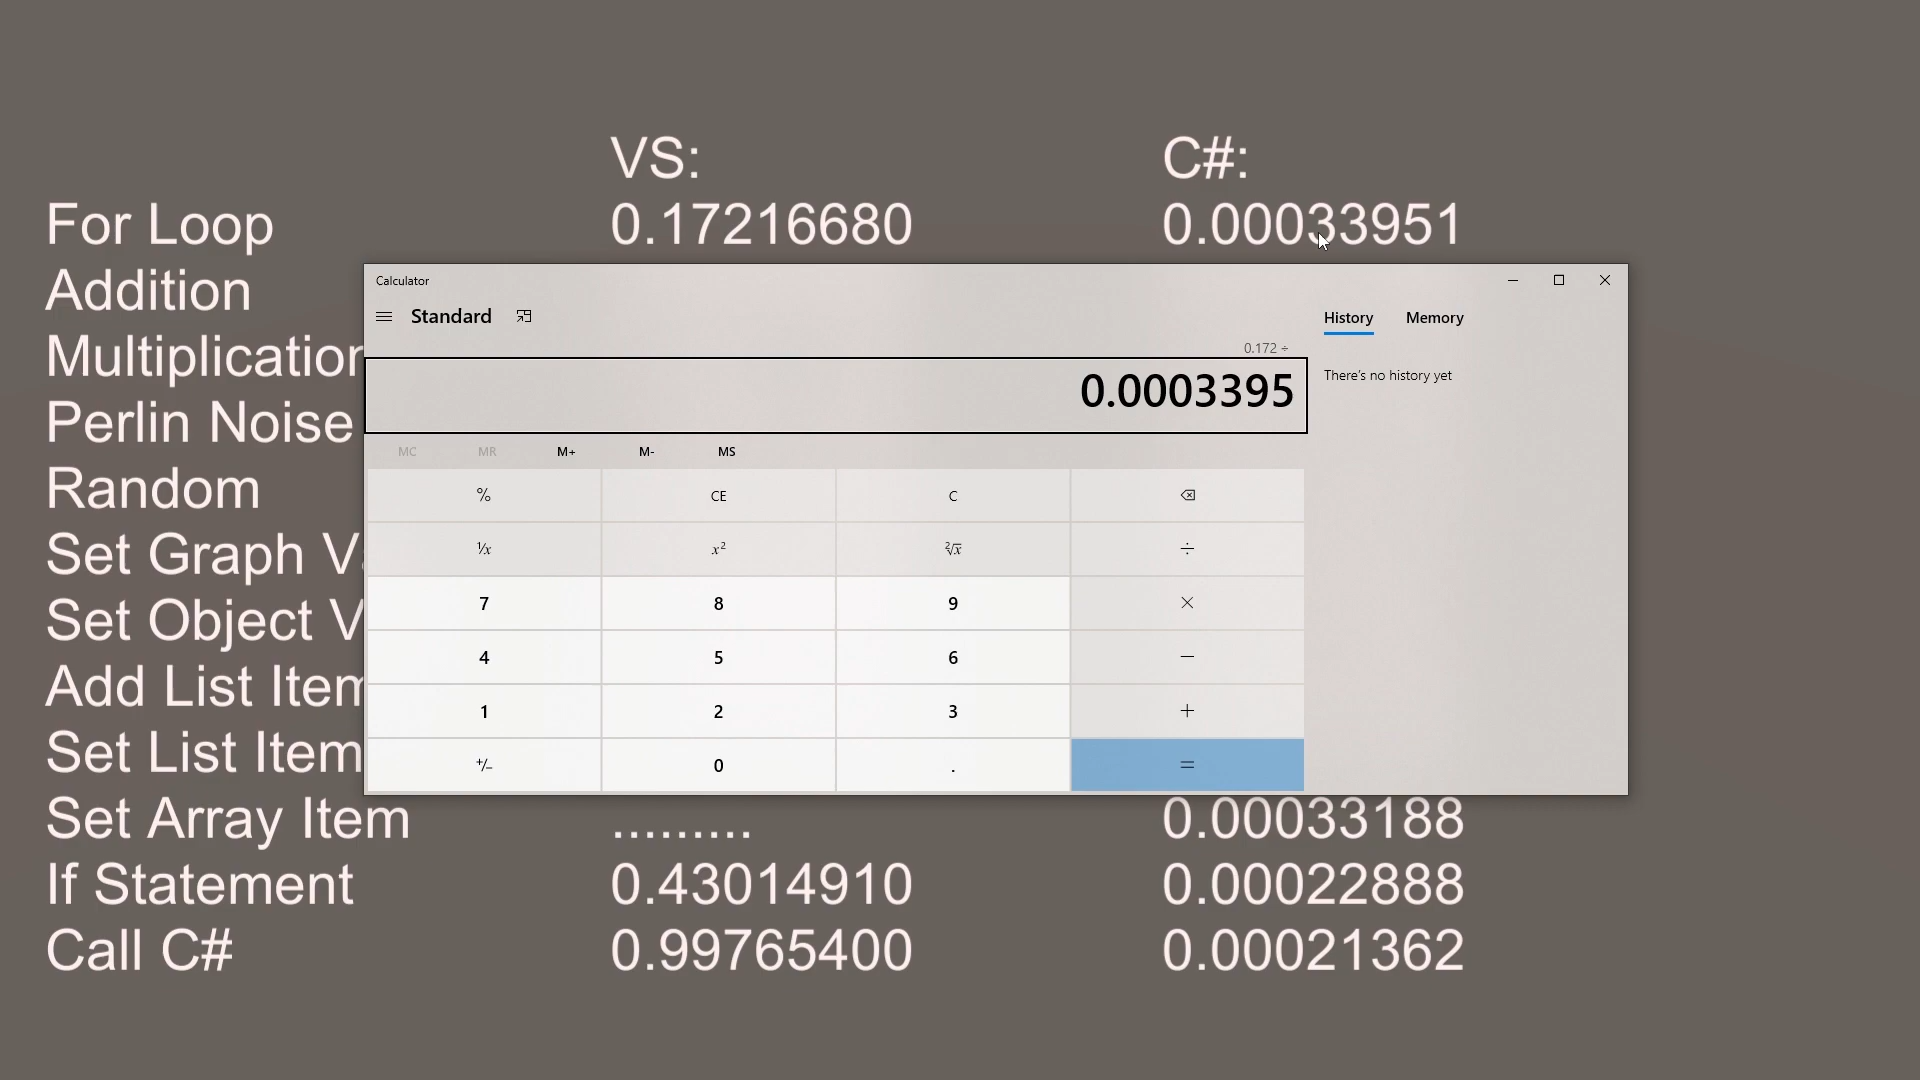 VS: C#:
For Loop 0.17216680 0.00033951
Addition
Multiplication
Perlin Noise
Random
Set Graph V
Set Object V
Add List Item
Set List Item
Set Array Item ......... 0.00033188
If Statement 0.43014910 0.00022888
Call C# 0.99765400 0.00021362
Calculator
Standard
History Memory
0.172 ÷
0.0003395
There's no history yet
MC MR M+ M- MS
% CE C
1/x x² ²√x ÷
7 8 9 ×
4 5 6 −
1 2 3 +
+/− 0 . =